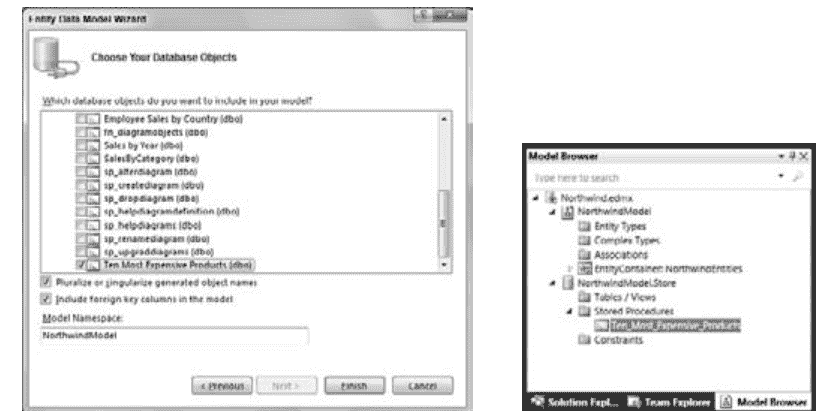 Entity Data Model Wizard
Choose Your Database Objects
Which database objects do you want to include in your model?
Employee Sales by Country (dbo)
fn_diagramobjects (dbo)
Sales by Year (dbo)
SalesByCategory (dbo)
sp_alterdiagram (dbo)
sp_creatediagram (dbo)
sp_dropdiagram (dbo)
sp_helpdiagramdefinition (dbo)
sp_helpdiagrams (dbo)
sp_renamediagram (dbo)
sp_upgraddiagrams (dbo)
Ten Most Expensive Products (dbo)
Pluralize or singularize generated object names
Include foreign key columns in the model
Model Namespace:
NorthwindModel
< Previous
Next >
Finish
Cancel
Model Browser
Type here to search
Northwind.edmx
NorthwindModel
Entity Types
Complex Types
Associations
EntityContainer: NorthwindEntities
NorthwindModel.Store
Tables / Views
Stored Procedures
Ten_Most_Expensive_Products
Constraints
Solution Expl...
Team Explorer
Model Browser